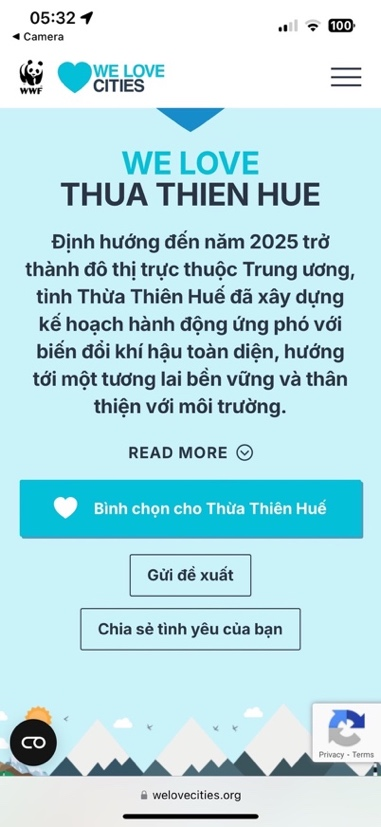 05:32
100
Camera
WWF
WE LOVE
CITIES
WE LOVE
THUA THIEN HUE
Định hướng đến năm 2025 trở
thành đô thị trực thuộc Trung ương,
tỉnh Thừa Thiên Huế đã xây dựng
kế hoạch hành động ứng phó với
biến đổi khí hậu toàn diện, hướng
tới một tương lai bền vững và thân
thiện với môi trường.
READ MORE
Bình chọn cho Thừa Thiên Huế
Gửi đề xuất
Chia sẻ tình yêu của bạn
Privacy - Terms
welovecities.org